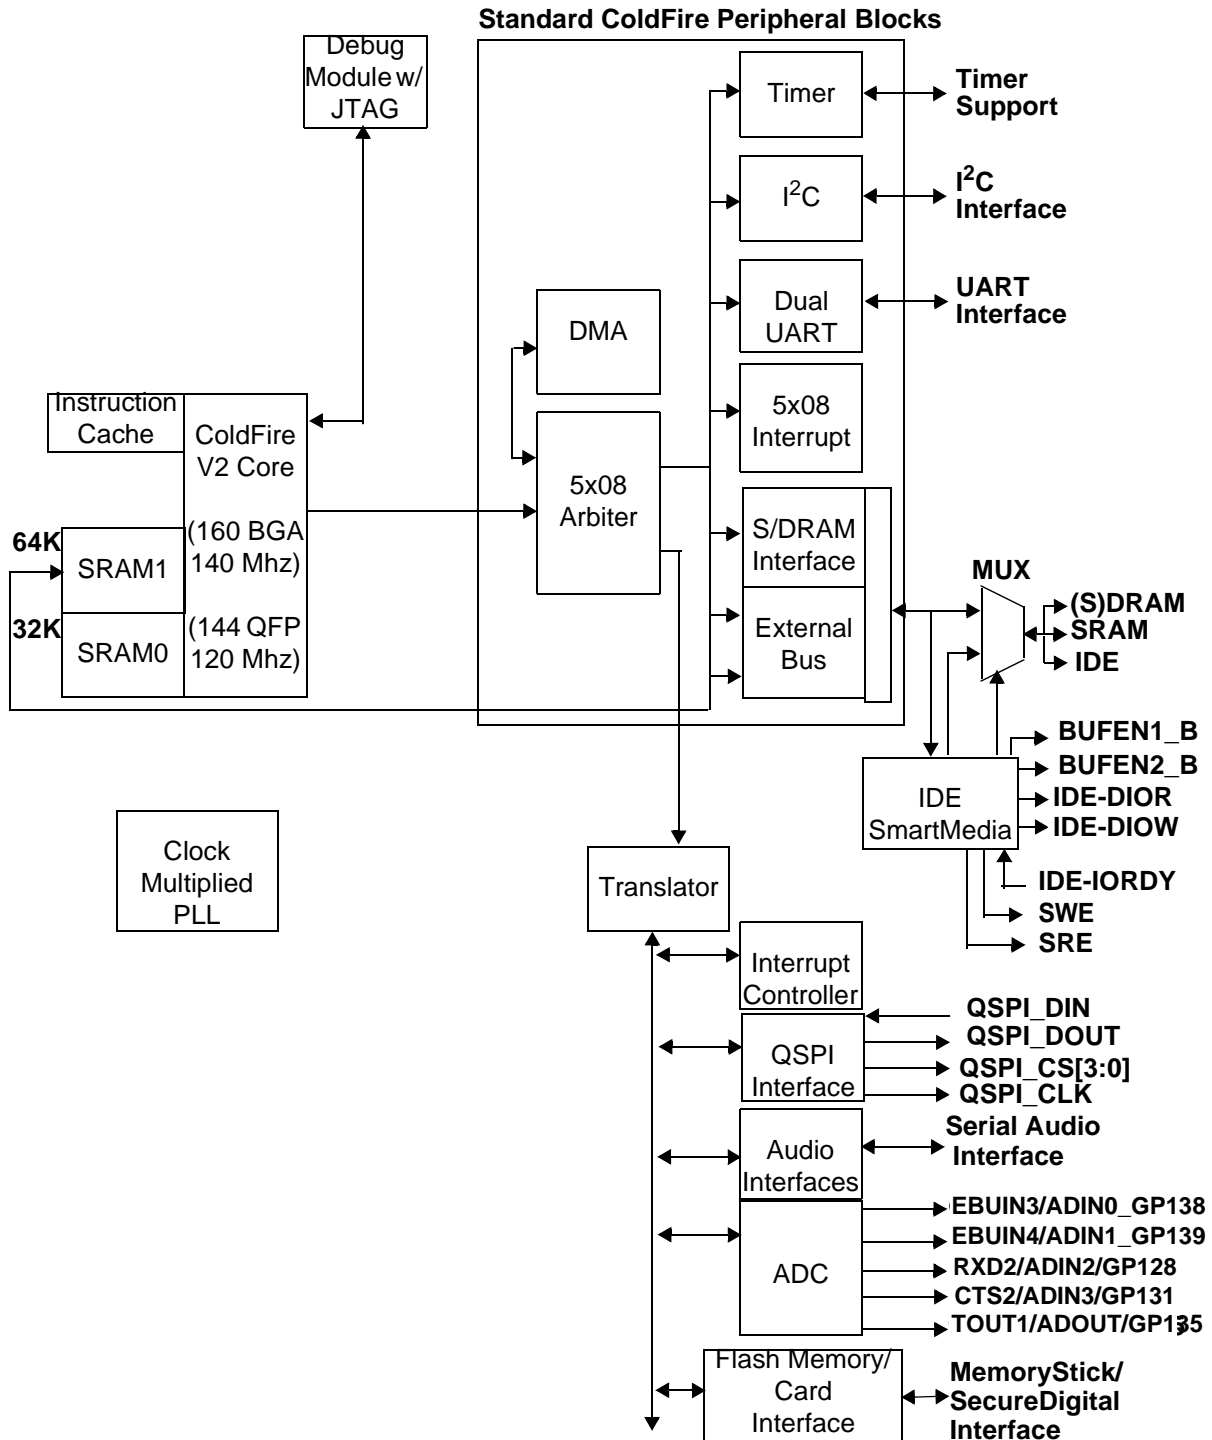 Standard ColdFire Peripheral Blocks
Debug
Module w/
JTAG
Timer
Timer
Support
I²C
I²C
Interface
Dual
UART
UART
Interface
DMA
5x08
Interrupt
Instruction
Cache
ColdFire
V2 Core
(160 BGA
140 Mhz)
(144 QFP
120 Mhz)
64K
SRAM1
32K
SRAM0
5x08
Arbiter
S/DRAM
Interface
External
Bus
MUX
(S)DRAM
SRAM
IDE
BUFEN1_B
BUFEN2_B
IDE-DIOR
IDE-DIOW
IDE
SmartMedia
IDE-IORDY
SWE
SRE
Clock
Multiplied
PLL
Translator
Interrupt
Controller
QSPI
Interface
QSPI_DIN
QSPI_DOUT
QSPI_CS[3:0]
QSPI_CLK
Audio
Interfaces
Serial Audio
Interface
ADC
EBUIN3/ADIN0_GP138
EBUIN4/ADIN1_GP139
RXD2/ADIN2/GP128
CTS2/ADIN3/GP131
TOUT1/ADOUT/GP135
Flash Memory/
Card
Interface
MemoryStick/
SecureDigital
Interface